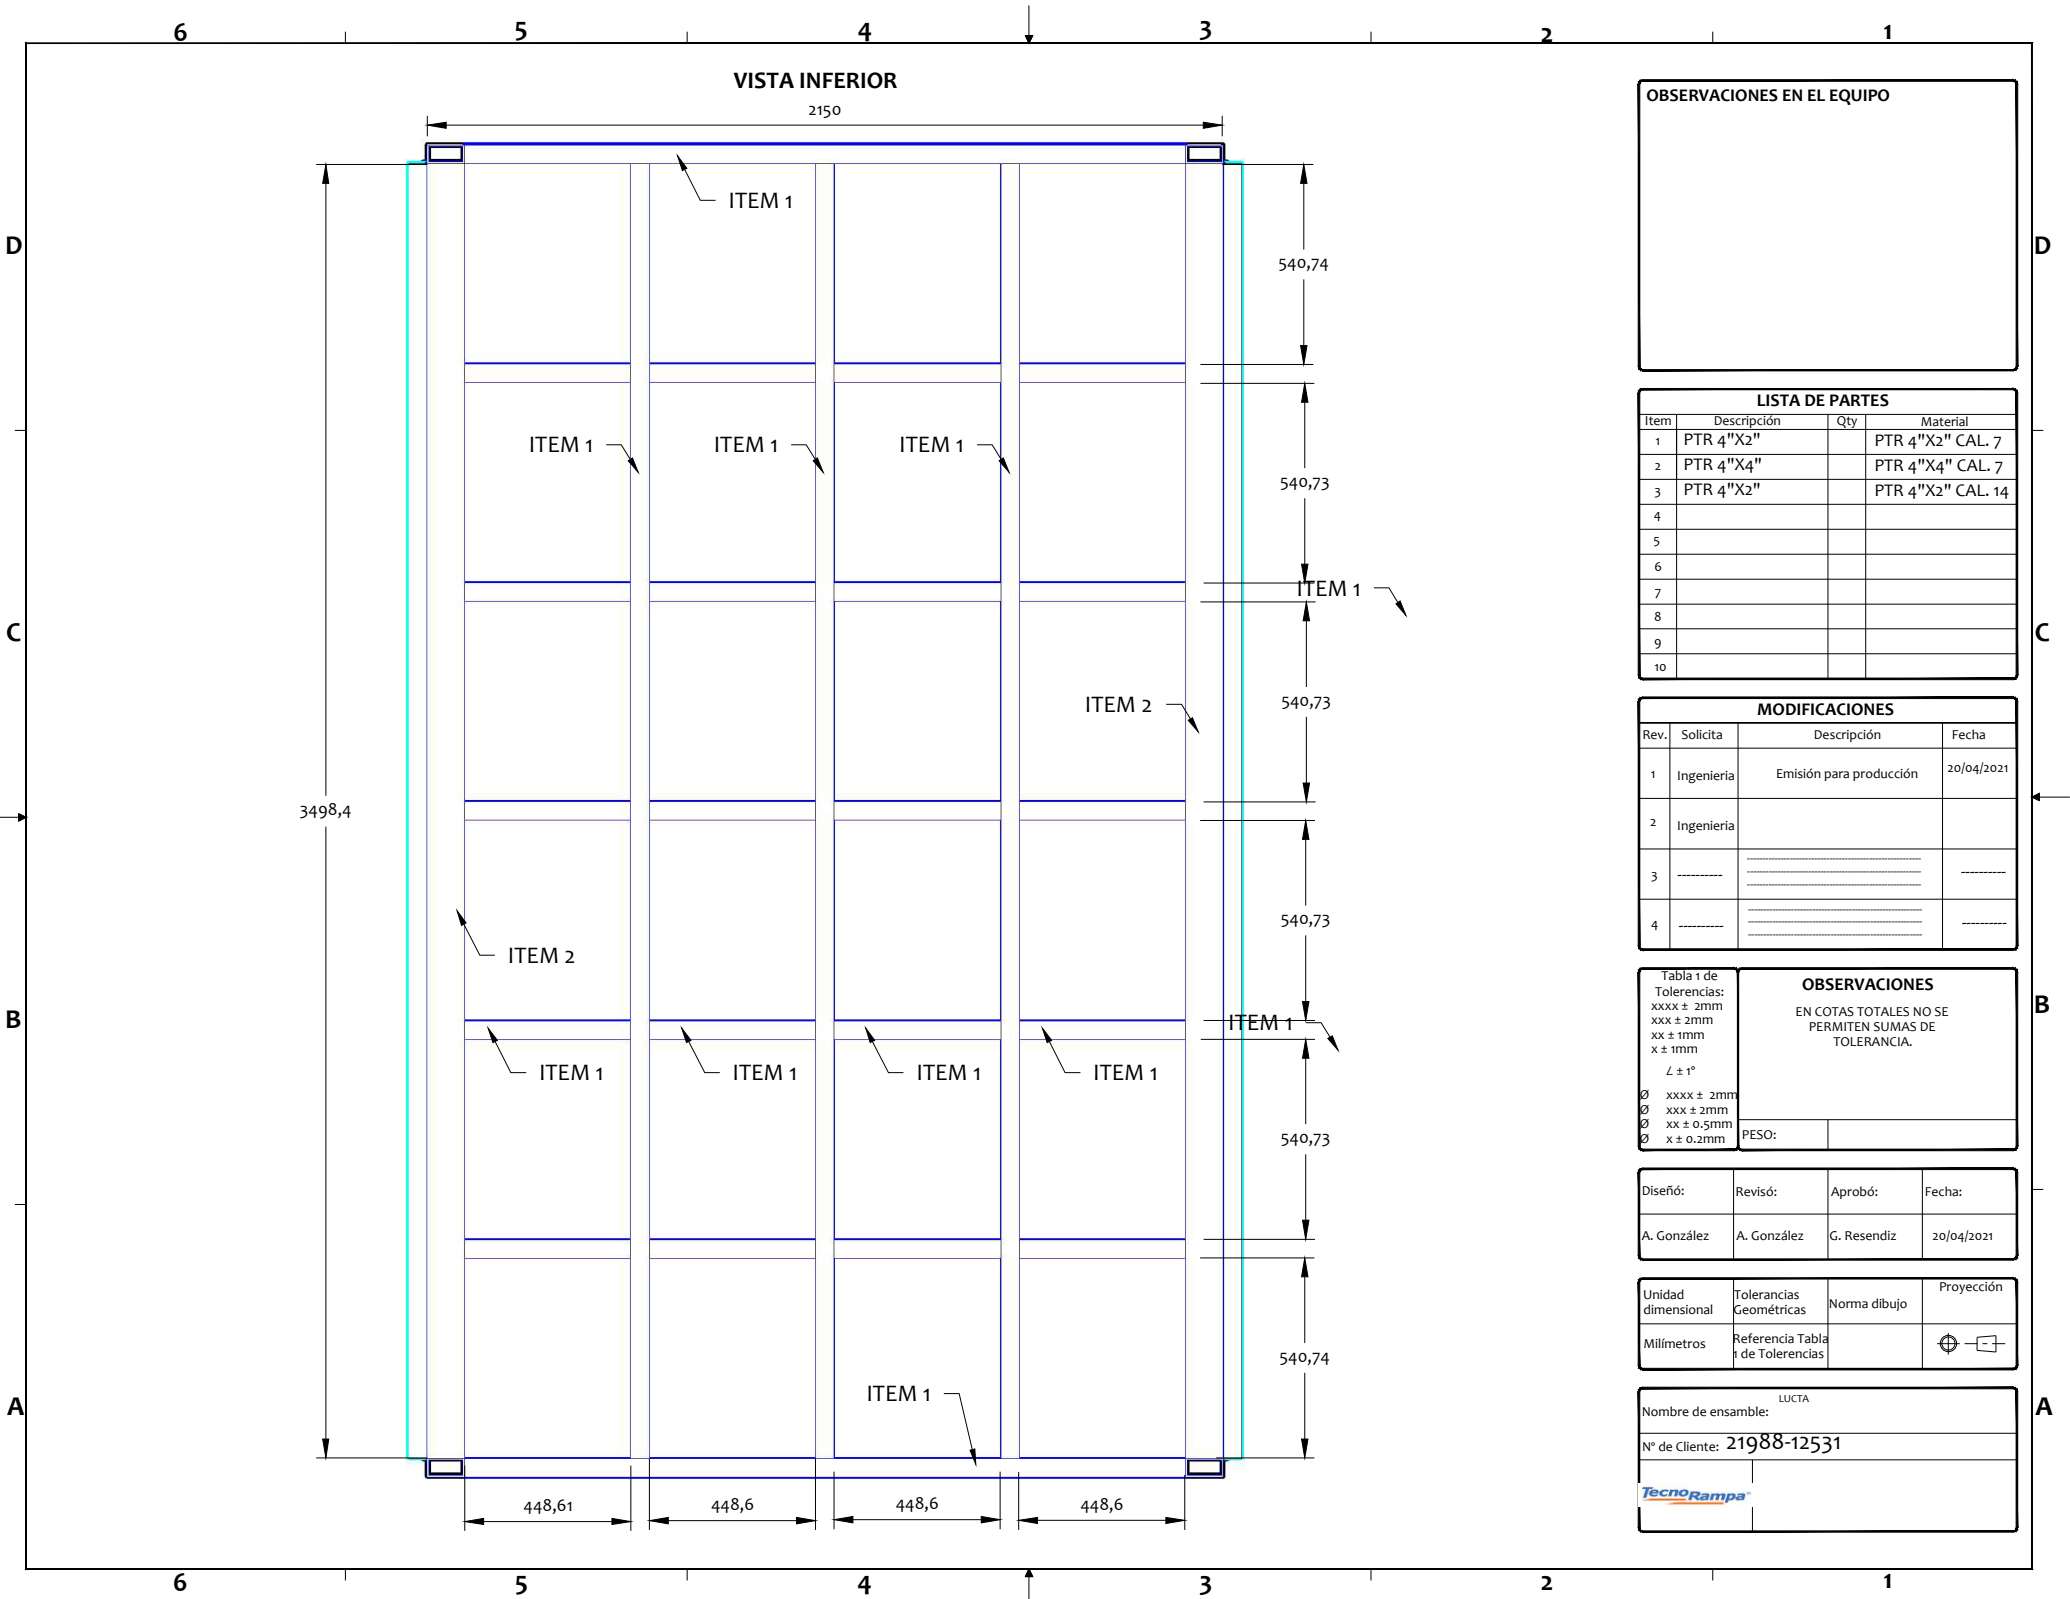 6 5 4 3 2 1
VISTA INFERIOR
2150
ITEM 1
D
D
540,74
ITEM 1 ITEM 1 ITEM 1
540,73
ITEM 1
C
C
ITEM 2
540,73
3498,4
540,73
ITEM 2
B
B
ITEM 1
ITEM 1 ITEM 1 ITEM 1 ITEM 1
540,73
540,74
ITEM 1
A
A
448,61 448,6 448,6 448,6
6 5 4 3 2 1
OBSERVACIONES EN EL EQUIPO
LISTA DE PARTES
Item Descripción Qty Material
1 PTR 4"X2" PTR 4"X2" CAL. 7
2 PTR 4"X4" PTR 4"X4" CAL. 7
3 PTR 4"X2" PTR 4"X2" CAL. 14
4
5
6
7
8
9
10
MODIFICACIONES
Rev. Solicita Descripción Fecha
1 Ingenieria Emisión para producción 20/04/2021
2 Ingenieria
3 ---------- ----------
4 ---------- ----------
Tabla 1 de
Tolerencias:
xxxx ± 2mm
xxx ± 2mm
xx ± 1mm
x ± 1mm
∠ ± 1°
Ø xxxx ± 2mm
Ø xxx ± 2mm
Ø xx ± 0.5mm
Ø x ± 0.2mm
OBSERVACIONES
EN COTAS TOTALES NO SE
PERMITEN SUMAS DE
TOLERANCIA.
PESO:
Diseñó: Revisó: Aprobó: Fecha:
A. González A. González G. Resendiz 20/04/2021
Unidad
dimensional
Tolerancias
Geométricas
Norma dibujo
Proyección
Milímetros
Referencia Tabla
1 de Tolerencias
LUCTA
Nombre de ensamble:
N° de Cliente: 21988-12531
TecnoRampa